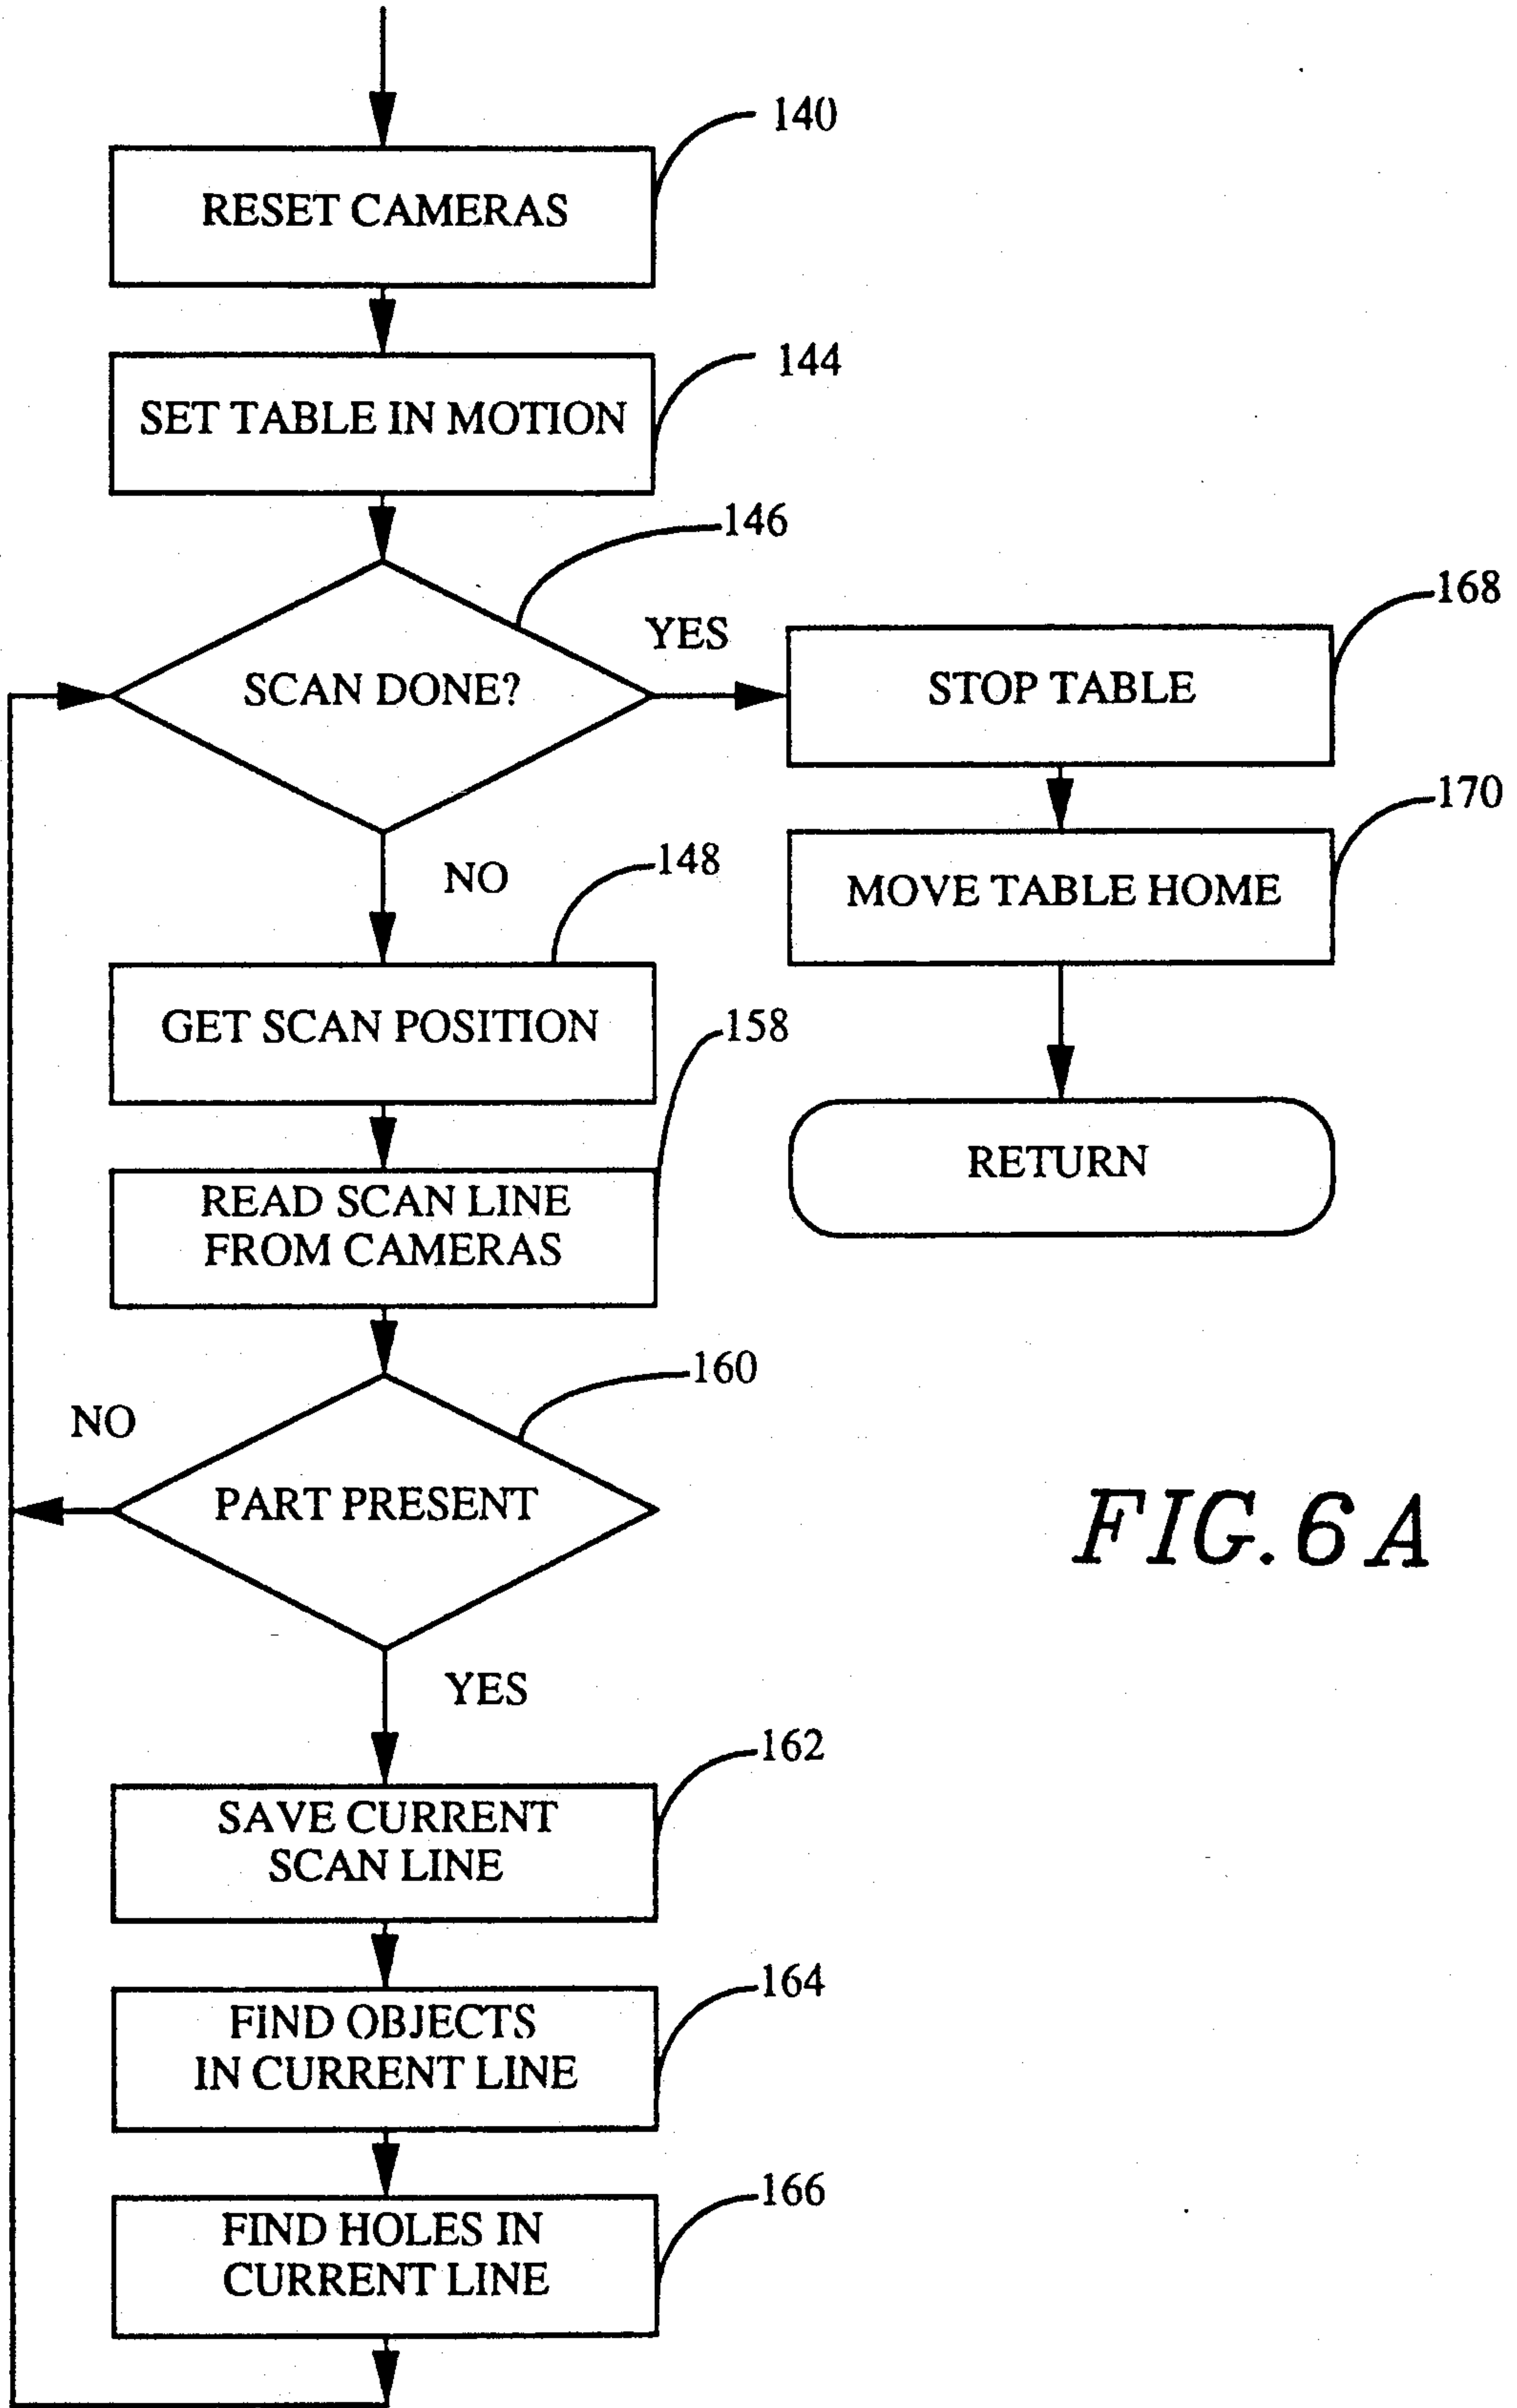 140
RESET CAMERAS
144
SET TABLE IN MOTION
146
SCAN DONE?
YES
168
STOP TABLE
170
MOVE TABLE HOME
RETURN
NO
148
GET SCAN POSITION
158
READ SCAN LINE
FROM CAMERAS
160
NO
PART PRESENT
YES
162
SAVE CURRENT
SCAN LINE
164
FIND OBJECTS
IN CURRENT LINE
166
FIND HOLES IN
CURRENT LINE
FIG. 6A